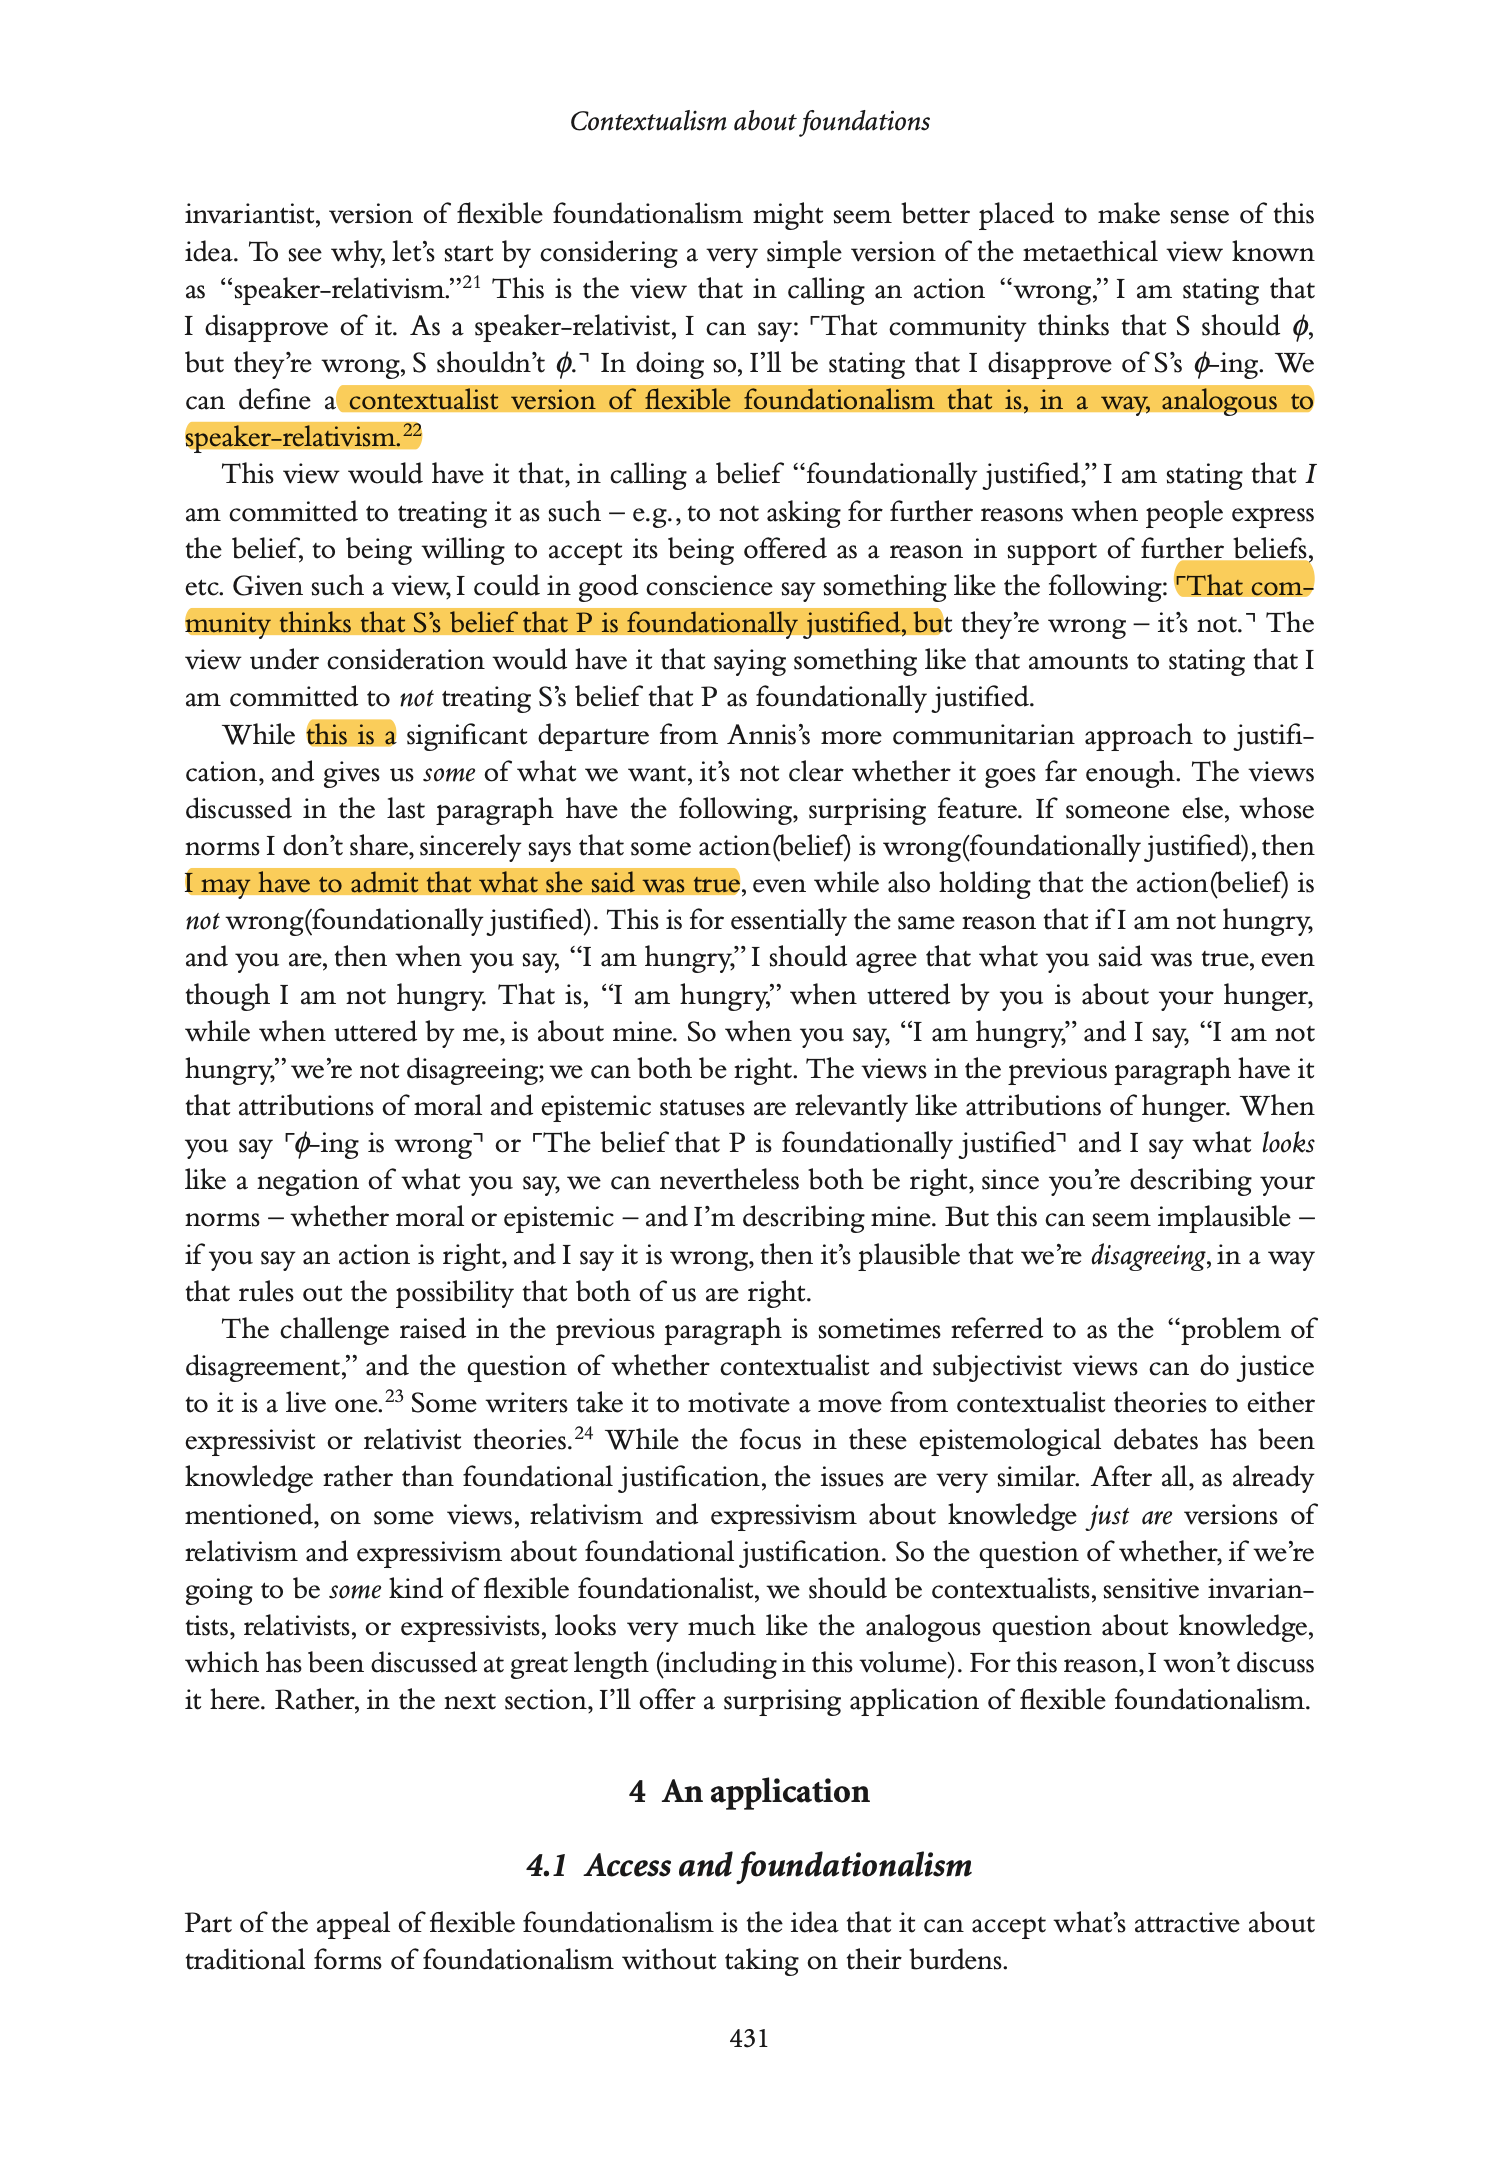 Contextualism about foundations
invariantist, version of flexible foundationalism might seem better placed to make sense of this
idea. To see why, let's start by considering a very simple version of the metaethical view known
as “speaker-relativism.”21 This is the view that in calling an action “wrong,” I am stating that
I disapprove of it. As a speaker-relativist, I can say: ⌜That community thinks that S should ϕ,
but they're wrong, S shouldn't ϕ.⌝ In doing so, I'll be stating that I disapprove of S's ϕ-ing. We
can define a contextualist version of flexible foundationalism that is, in a way, analogous to
speaker-relativism.22
This view would have it that, in calling a belief “foundationally justified,” I am stating that I
am committed to treating it as such – e.g., to not asking for further reasons when people express
the belief, to being willing to accept its being offered as a reason in support of further beliefs,
etc. Given such a view, I could in good conscience say something like the following: ⌜That com-
munity thinks that S's belief that P is foundationally justified, but they're wrong – it's not.⌝ The
view under consideration would have it that saying something like that amounts to stating that I
am committed to not treating S's belief that P as foundationally justified.
While this is a significant departure from Annis's more communitarian approach to justifi-
cation, and gives us some of what we want, it's not clear whether it goes far enough. The views
discussed in the last paragraph have the following, surprising feature. If someone else, whose
norms I don't share, sincerely says that some action(belief) is wrong(foundationally justified), then
I may have to admit that what she said was true, even while also holding that the action(belief) is
not wrong(foundationally justified). This is for essentially the same reason that if I am not hungry,
and you are, then when you say, “I am hungry,” I should agree that what you said was true, even
though I am not hungry. That is, “I am hungry,” when uttered by you is about your hunger,
while when uttered by me, is about mine. So when you say, “I am hungry,” and I say, “I am not
hungry,” we're not disagreeing; we can both be right. The views in the previous paragraph have it
that attributions of moral and epistemic statuses are relevantly like attributions of hunger. When
you say ⌜ϕ-ing is wrong⌝ or ⌜The belief that P is foundationally justified⌝ and I say what looks
like a negation of what you say, we can nevertheless both be right, since you're describing your
norms – whether moral or epistemic – and I'm describing mine. But this can seem implausible –
if you say an action is right, and I say it is wrong, then it's plausible that we're disagreeing, in a way
that rules out the possibility that both of us are right.
The challenge raised in the previous paragraph is sometimes referred to as the “problem of
disagreement,” and the question of whether contextualist and subjectivist views can do justice
to it is a live one.23 Some writers take it to motivate a move from contextualist theories to either
expressivist or relativist theories.24 While the focus in these epistemological debates has been
knowledge rather than foundational justification, the issues are very similar. After all, as already
mentioned, on some views, relativism and expressivism about knowledge just are versions of
relativism and expressivism about foundational justification. So the question of whether, if we're
going to be some kind of flexible foundationalist, we should be contextualists, sensitive invarian-
tists, relativists, or expressivists, looks very much like the analogous question about knowledge,
which has been discussed at great length (including in this volume). For this reason, I won't discuss
it here. Rather, in the next section, I'll offer a surprising application of flexible foundationalism.
4 An application
4.1 Access and foundationalism
Part of the appeal of flexible foundationalism is the idea that it can accept what's attractive about
traditional forms of foundationalism without taking on their burdens.
431